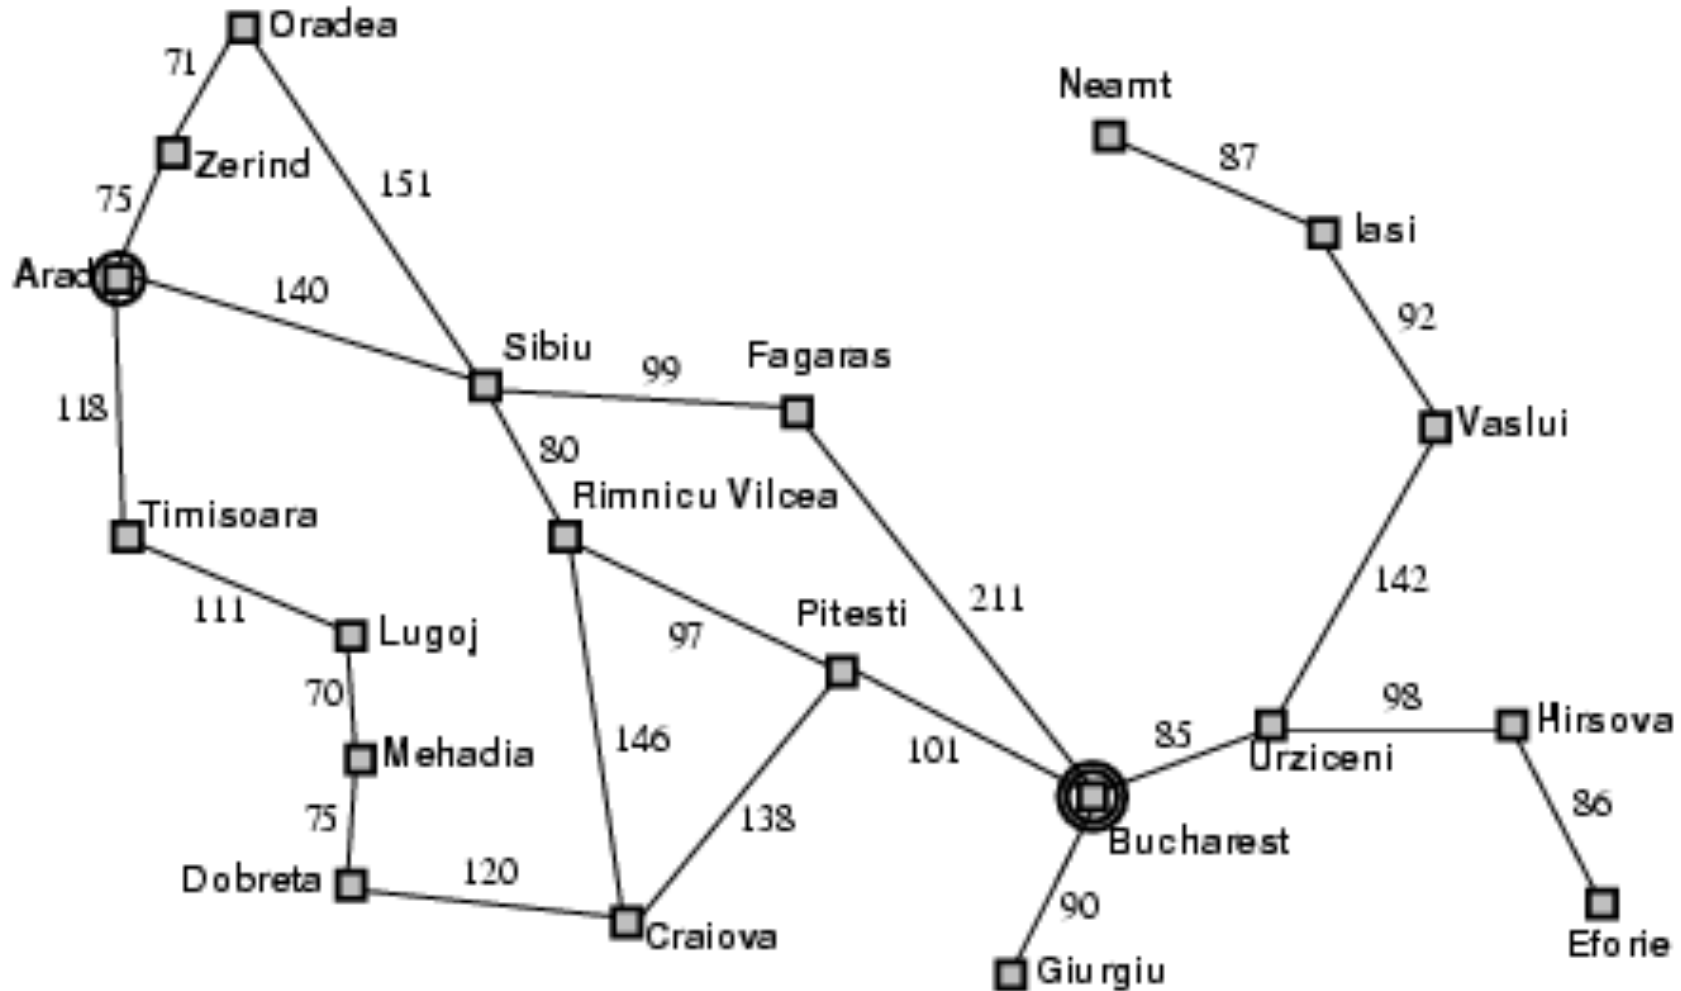 Oradea
71
Neamt
87
Zerind
151
75
Iasi
Arad
140
92
Sibiu
99
Fagaras
118
80
Vaslui
Rimnicu Vilcea
Timisoara
142
211
111
97
Pitesti
Lugoj
70
98
Hirsova
146
101
85
Urziceni
Mehadia
75
138
86
Bucharest
Dobreta
120
90
Craiova
Eforie
Giurgiu